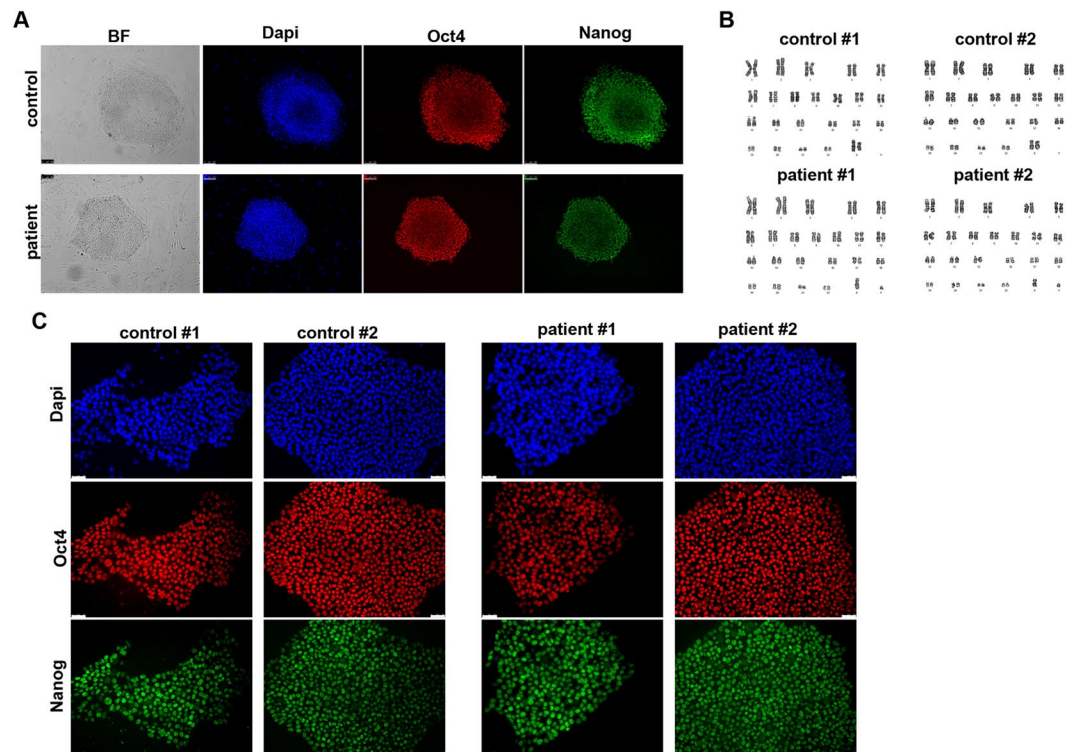 A
BF
Dapi
Oct4
Nanog
control
patient
B
control #1
control #2
patient #1
patient #2
C
control #1
control #2
patient #1
patient #2
Dapi
Oct4
Nanog